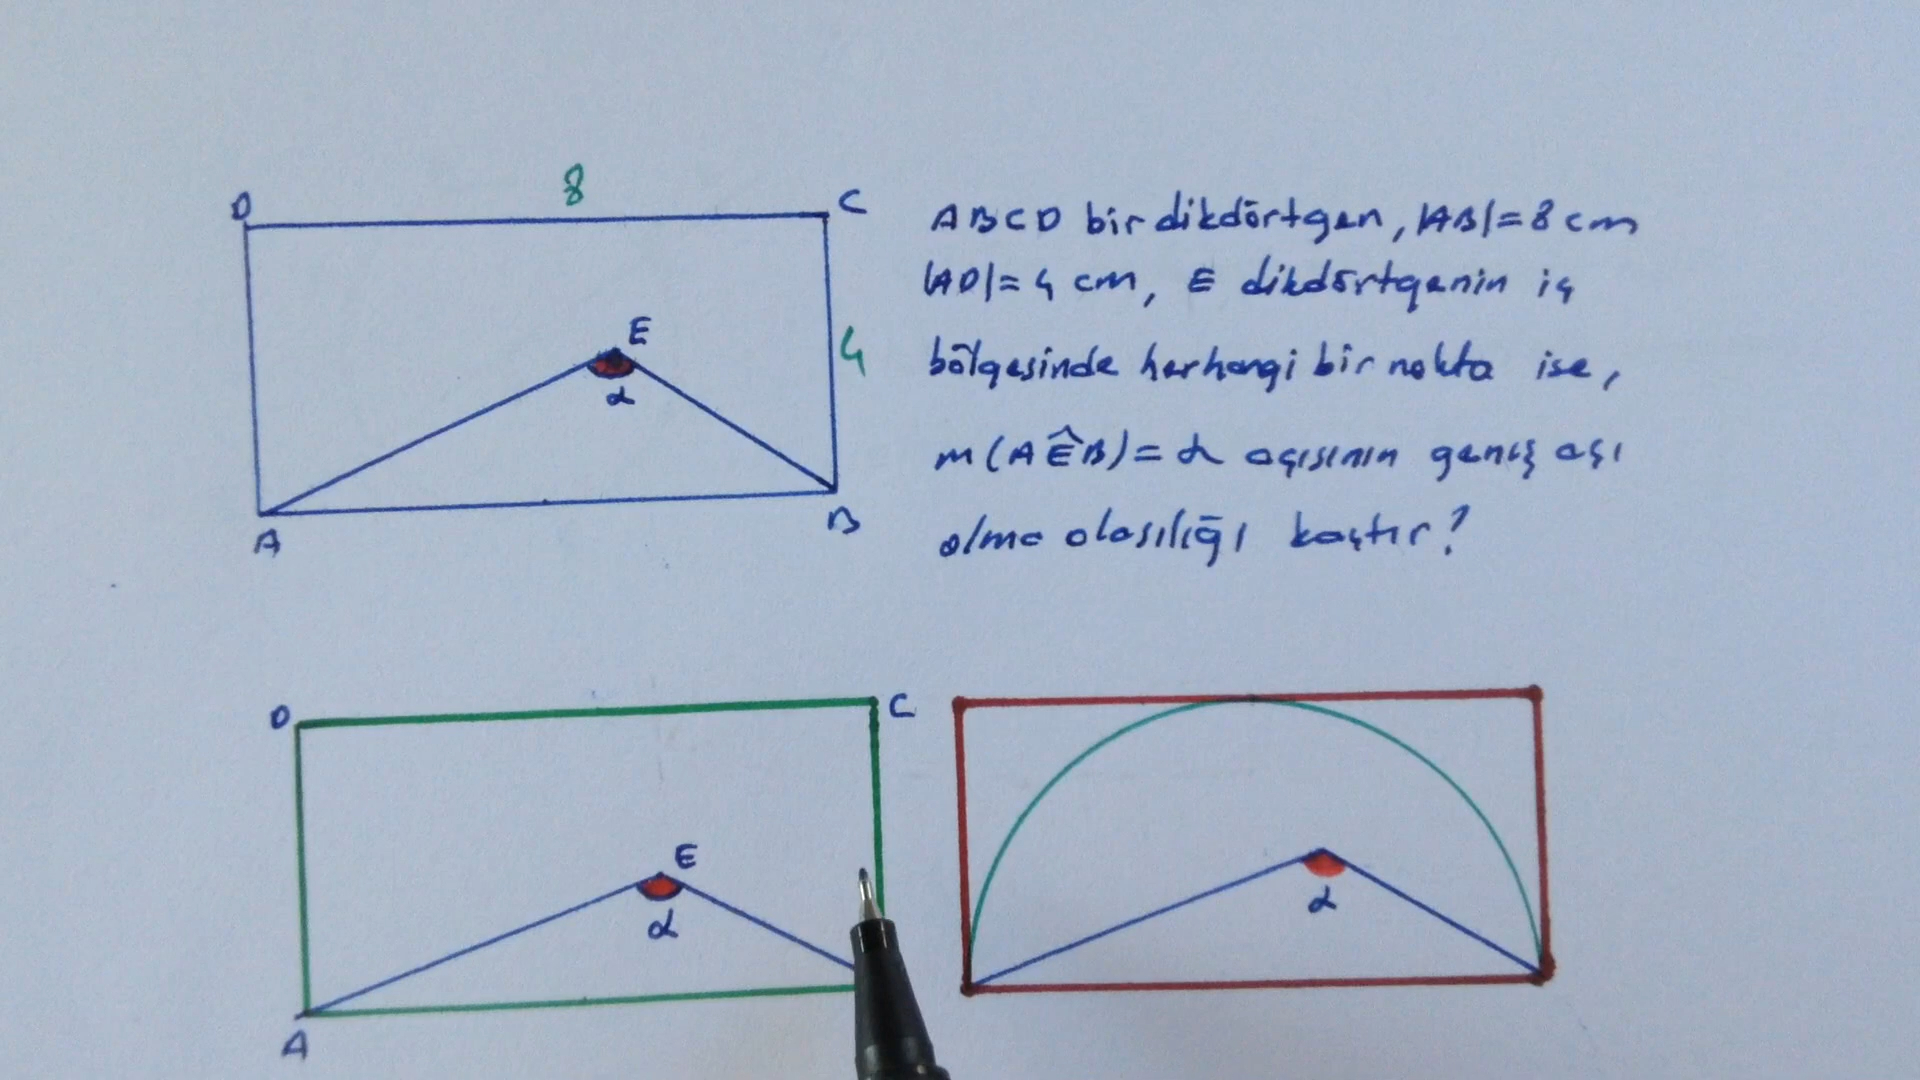 8
D
C
ABCD bir dikdörtgen, |AB|=8 cm
|AD|=4 cm, E dikdörtgenin iç
E
4
bölgesinde herhangi bir nokta ise,
α
m(AÊB)=α açısının geniş açı
A
B
olma olasılığı kaçtır?
D
C
E
α
α
A